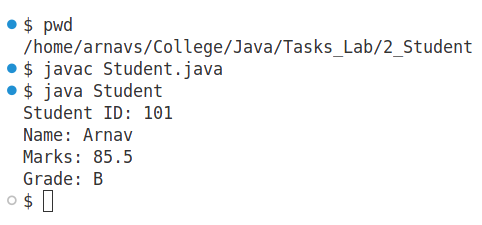 $ pwd
/home/arnavs/College/Java/Tasks_Lab/2_Student
$ javac Student.java
$ java Student
Student ID: 101
Name: Arnav
Marks: 85.5
Grade: B
$